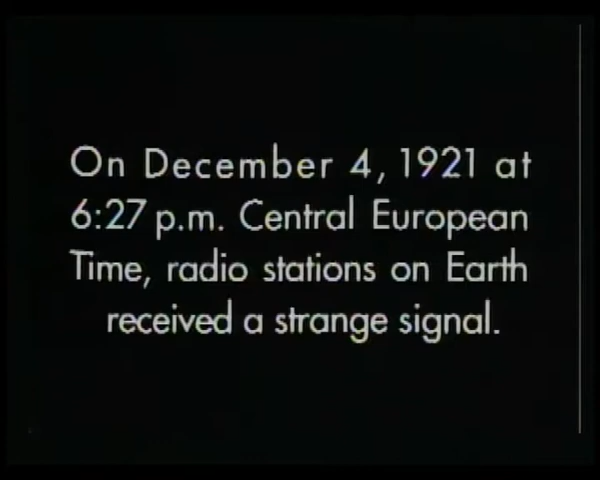 On December 4, 1921 at
6:27 p.m. Central European
Time, radio stations on Earth
received a strange signal.